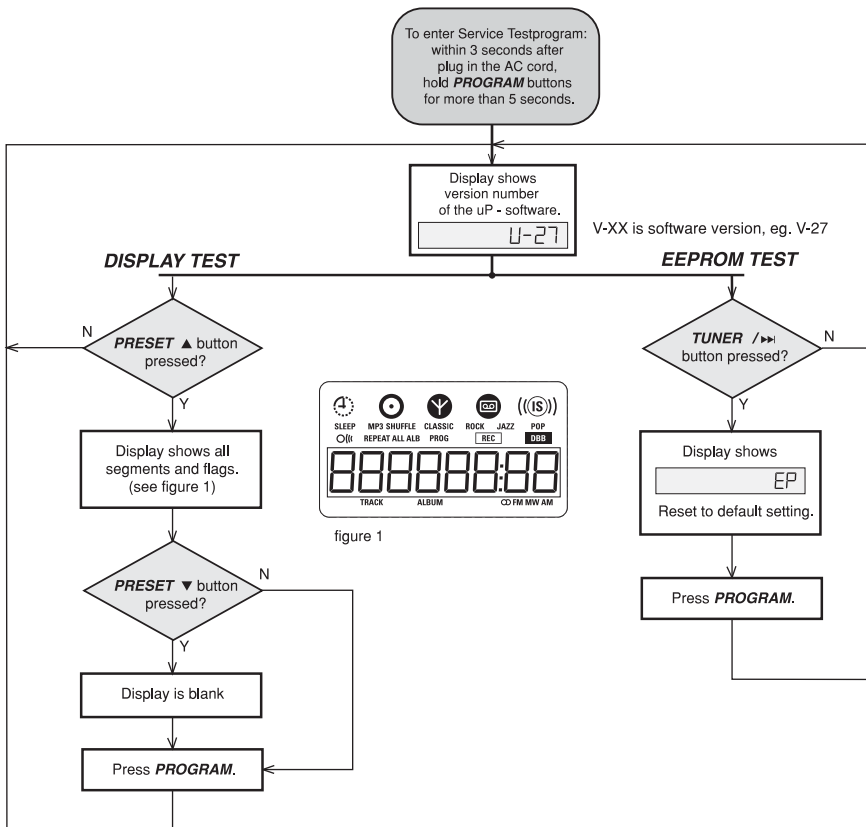 To enter Service Testprogram:
within 3 seconds after
plug in the AC cord,
hold PROGRAM buttons
for more than 5 seconds.
Display shows
version number
of the uP - software.
U-27
V-XX is software version, eg. V-27
DISPLAY TEST
EEPROM TEST
N
PRESET ▲ button
pressed?
Y
TUNER / ▶▶|
button pressed?
N
Y
Display shows all
segments and flags.
(see figure 1)
((IS))
SLEEP MP3 SHUFFLE CLASSIC ROCK JAZZ POP
REPEAT ALL ALB PROG REC DBB
888888:88
TRACK ALBUM CD FM MW AM
figure 1
Display shows
EP
Reset to default setting.
PRESET ▼ button
pressed?
N
Y
Press PROGRAM.
Display is blank
Press PROGRAM.